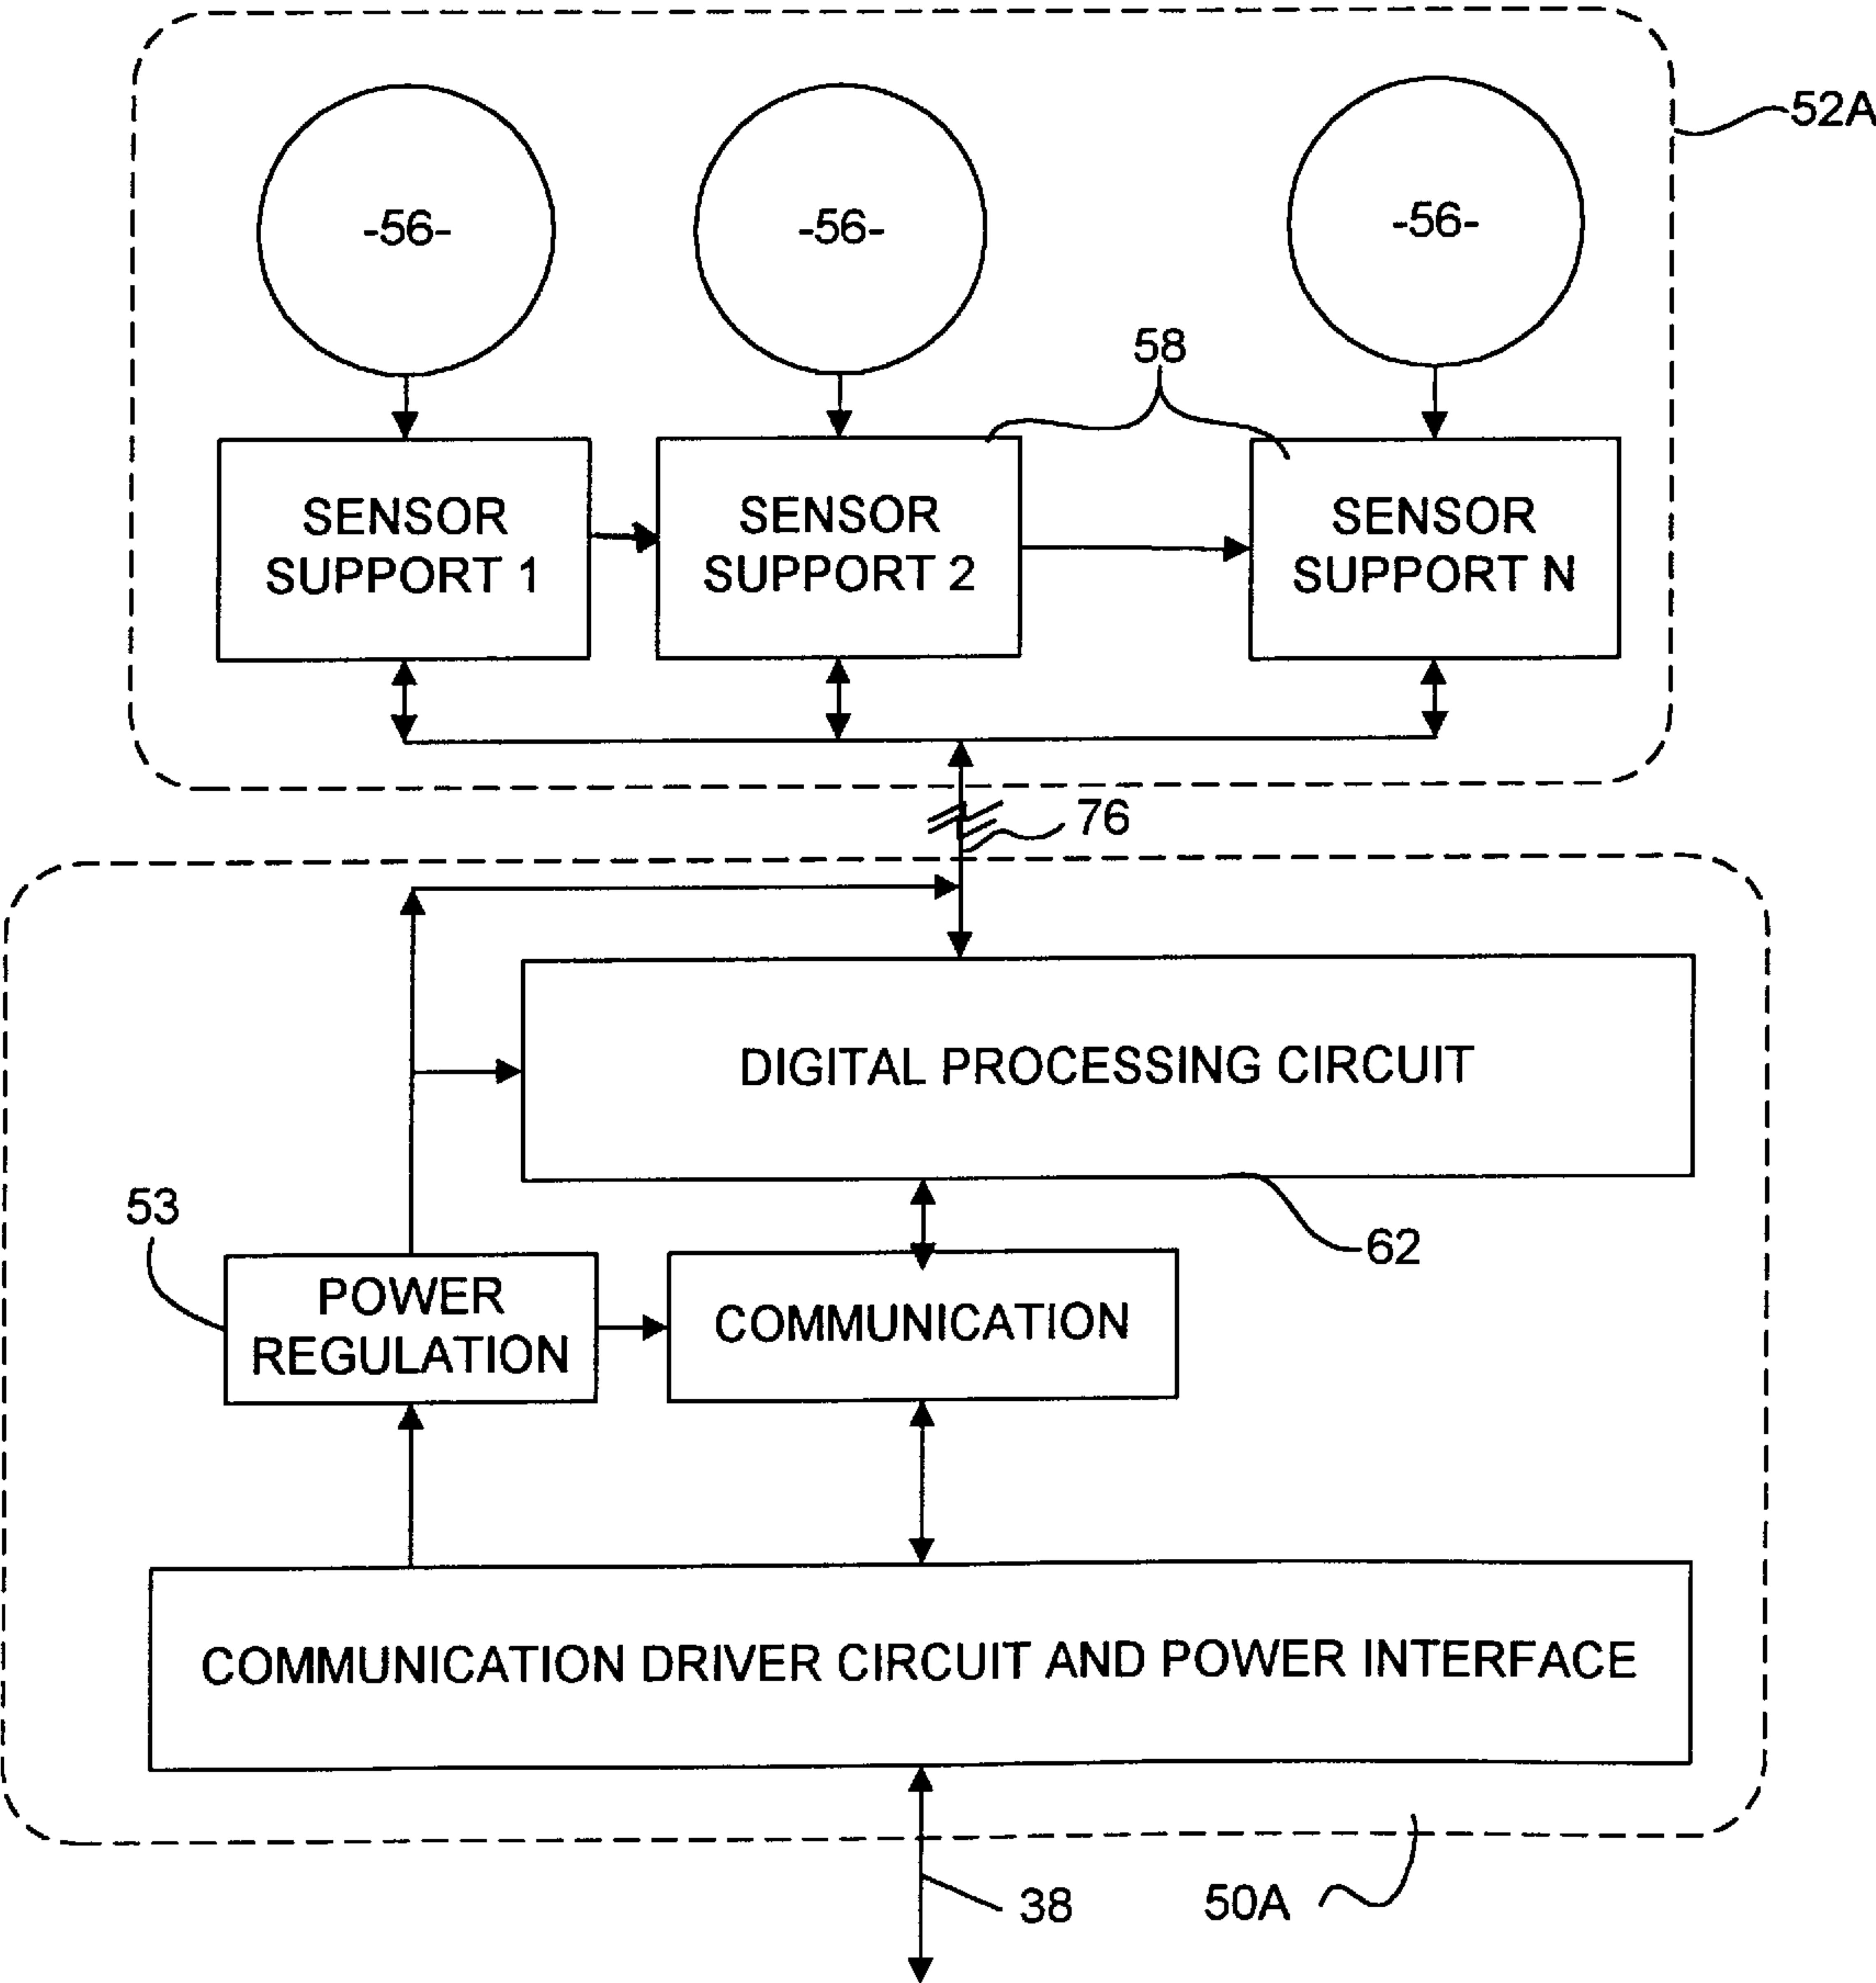 52A
-56-
-56-
-56-
58
SENSOR
SUPPORT 1
SENSOR
SUPPORT 2
SENSOR
SUPPORT N
76
DIGITAL PROCESSING CIRCUIT
53
62
POWER
REGULATION
COMMUNICATION
COMMUNICATION DRIVER CIRCUIT AND POWER INTERFACE
38
50A